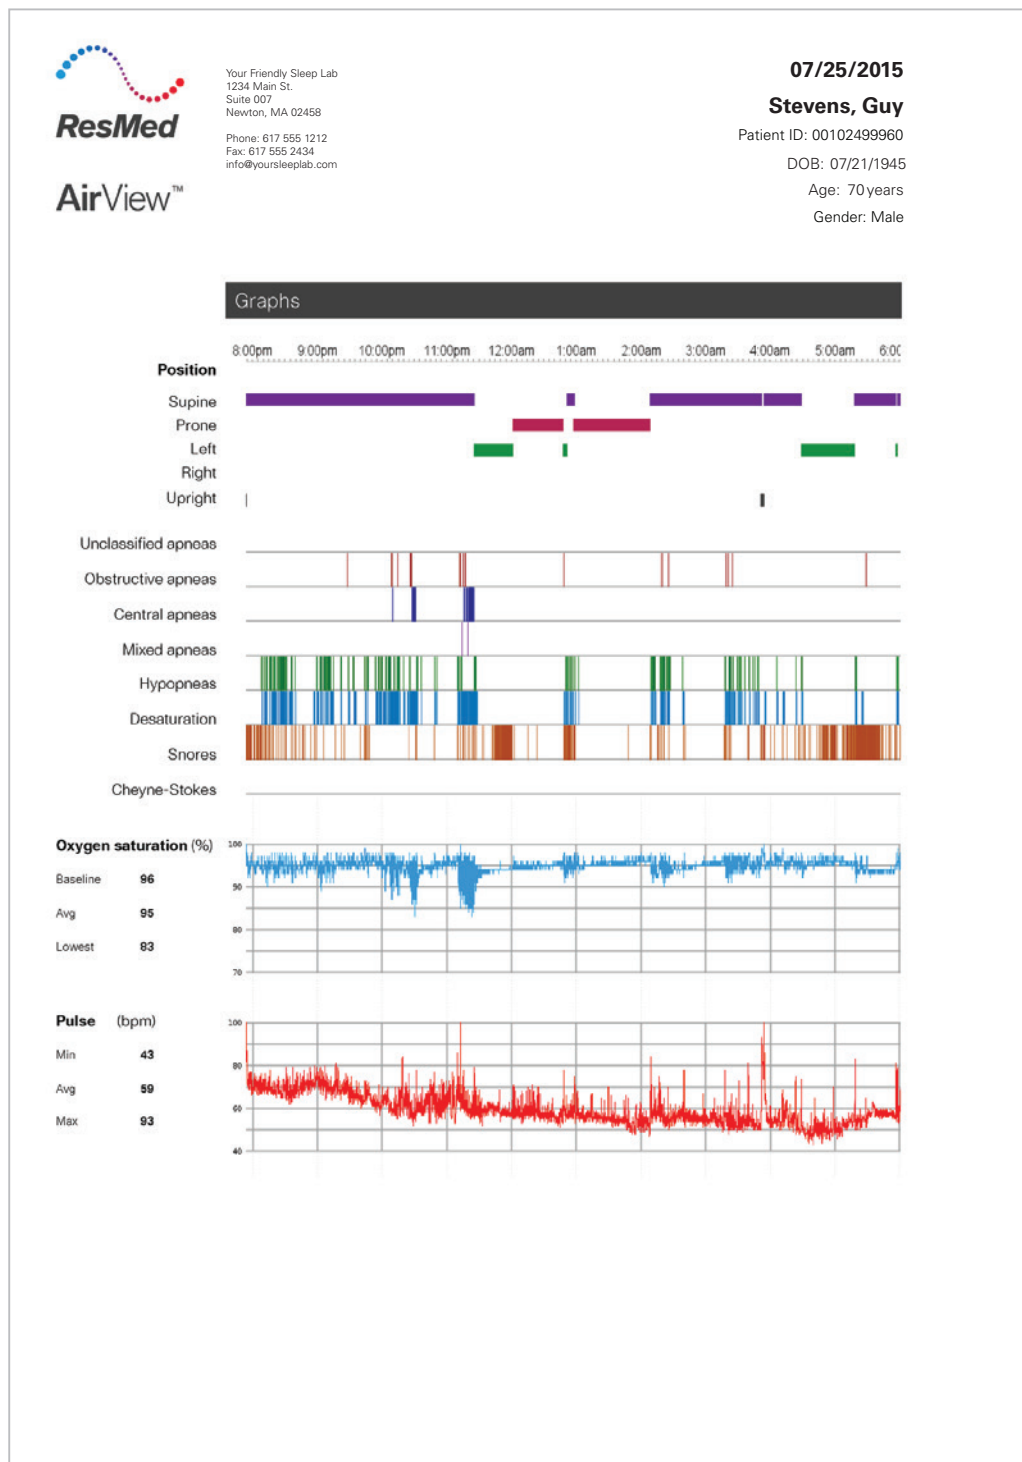 ResMed
AirView™
Your Friendly Sleep Lab
1234 Main St.
Suite 007
Newton, MA 02458
Phone: 617 555 1212
Fax: 617 555 2434
info@yoursleeplab.com
07/25/2015
Stevens, Guy
Patient ID: 00102499960
DOB: 07/21/1945
Age: 70 years
Gender: Male
Graphs
8:00pm 9:00pm 10:00pm 11:00pm 12:00am 1:00am 2:00am 3:00am 4:00am 5:00am 6:00
Position
Supine
Prone
Left
Right
Upright
Unclassified apneas
Obstructive apneas
Central apneas
Mixed apneas
Hypopneas
Desaturation
Snores
Cheyne-Stokes
Oxygen saturation (%)
Baseline 96
Avg 95
Lowest 83
100
90
80
70
Pulse (bpm)
Min 43
Avg 59
Max 93
100
80
60
40